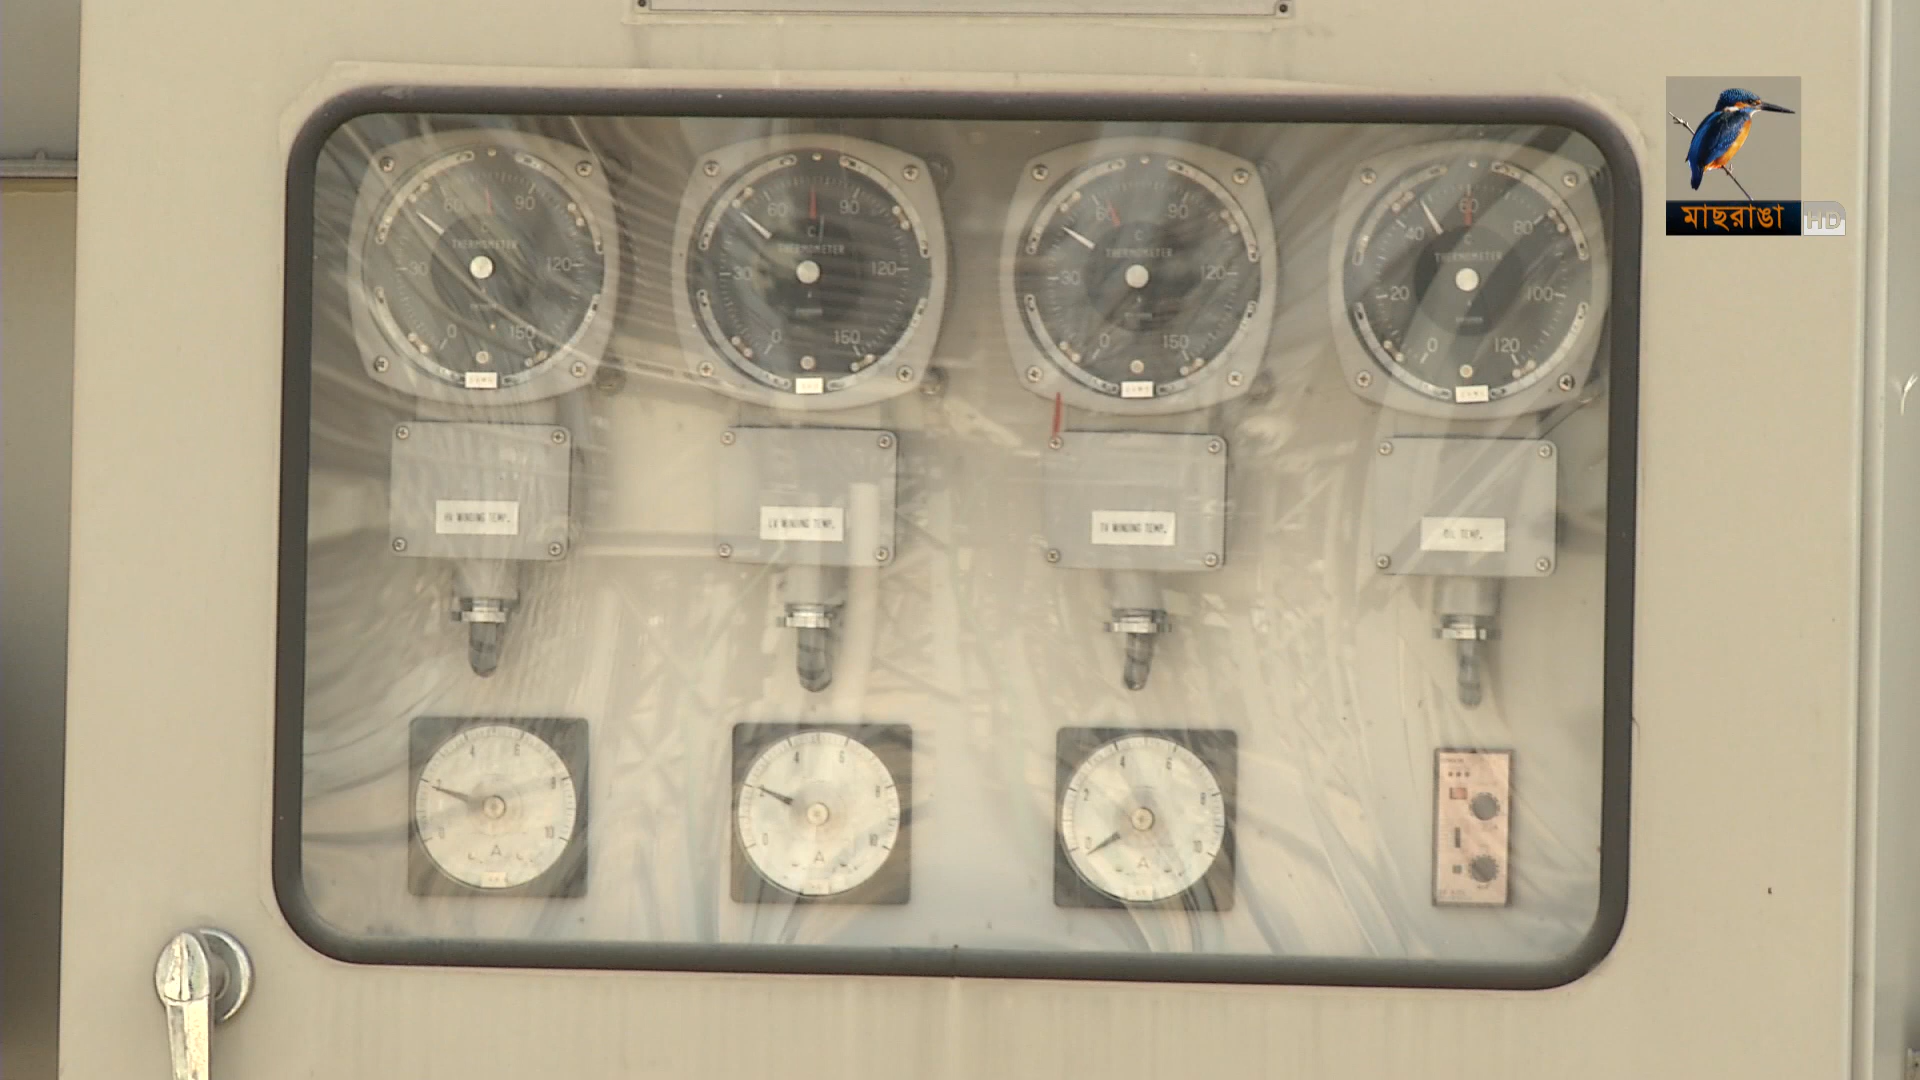 মাছরাঙা HD
60 90
C
THERMOMETER
30 120
0 150
60 90
C
THERMOMETER
30 120
0 150
60 90
C
THERMOMETER
30 120
0 150
60
40 80
C
THERMOMETER
20 100
0 120
HV WINDING TEMP.
LV WINDING TEMP.
TV WINDING TEMP.
OIL TEMP.
4 6
2 8
0 10
A
4 6
2 8
0 10
A
4 6
2 8
0 10
A